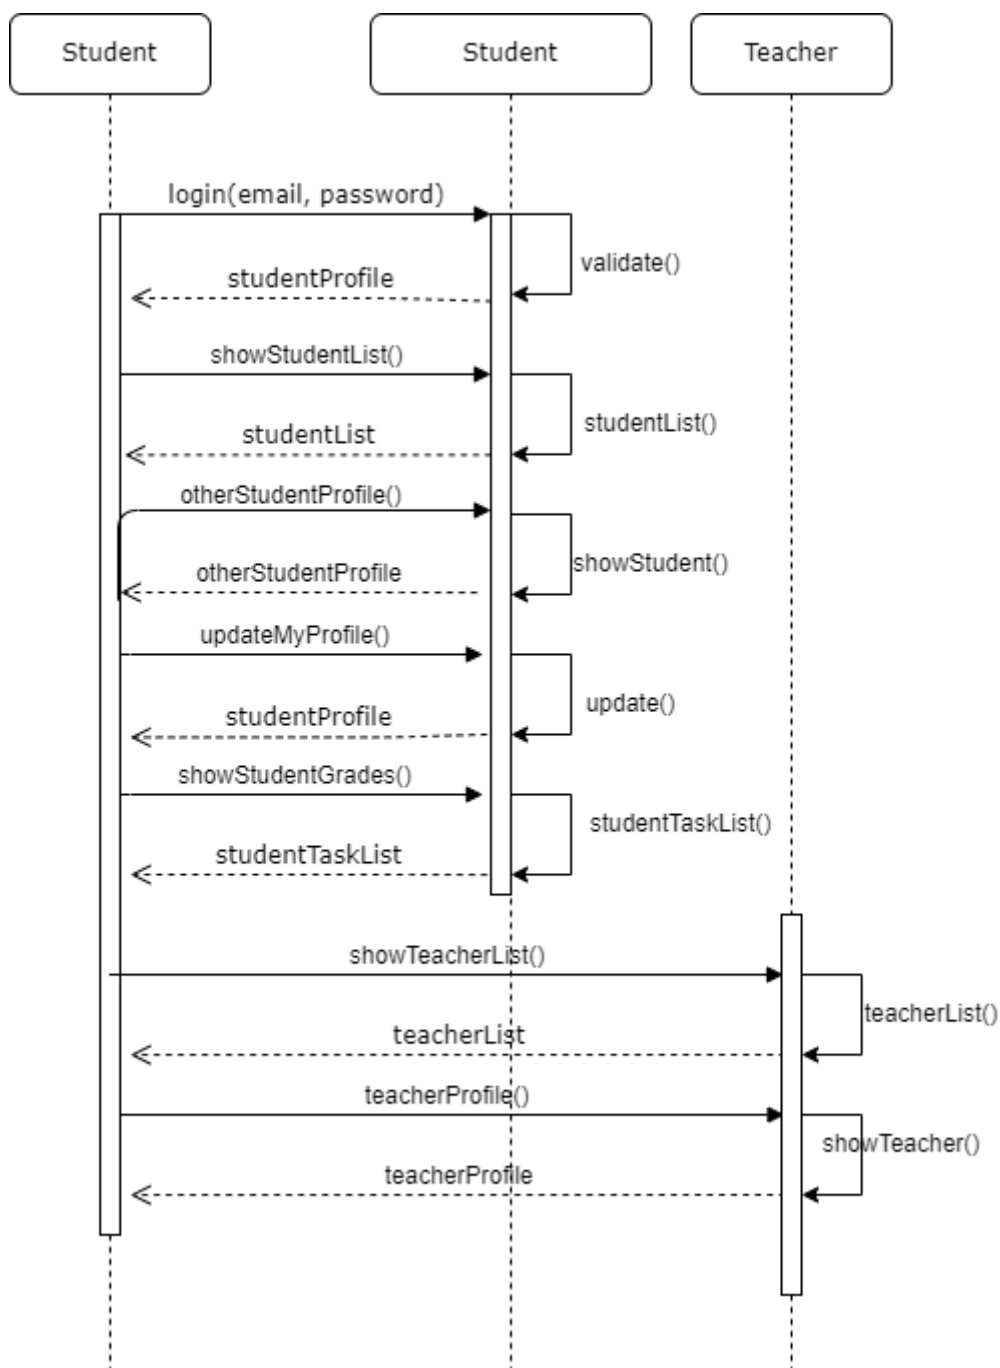 Student
Student
Teacher
login(email, password)
validate()
studentProfile
showStudentList()
studentList()
studentList
otherStudentProfile()
showStudent()
otherStudentProfile
updateMyProfile()
update()
studentProfile
showStudentGrades()
studentTaskList()
studentTaskList
showTeacherList()
teacherList()
teacherList
teacherProfile()
showTeacher()
teacherProfile